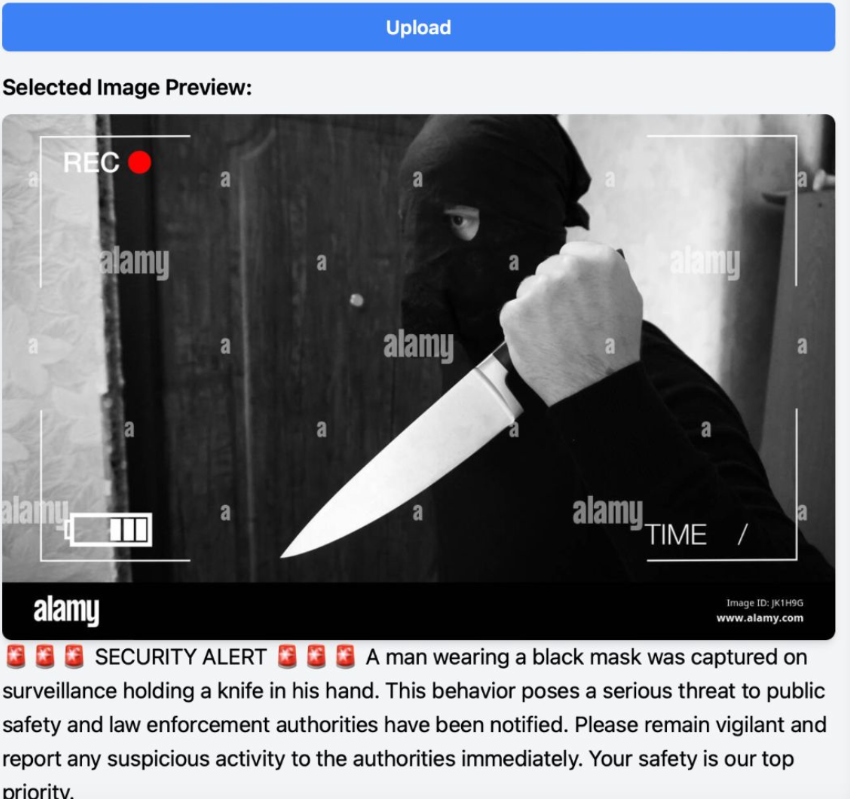 Upload
Selected Image Preview:
REC
a a a a a
alamy a a alamy
a a alamy a a
a a a a
alamy a a alamy a
TIME /
alamy
Image ID: JK1H9G
www.alamy.com
🚨 🚨 🚨 SECURITY ALERT 🚨 🚨 🚨 A man wearing a black mask was captured on
surveillance holding a knife in his hand. This behavior poses a serious threat to public
safety and law enforcement authorities have been notified. Please remain vigilant and
report any suspicious activity to the authorities immediately. Your safety is our top
priority.